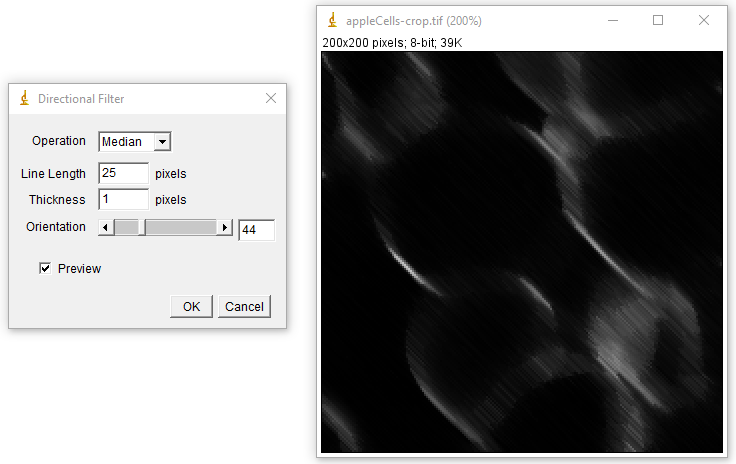 Directional Filter
Operation Median
Line Length 25 pixels
Thickness 1 pixels
Orientation 44
Preview
OK Cancel
appleCells-crop.tif (200%)
200x200 pixels; 8-bit; 39K